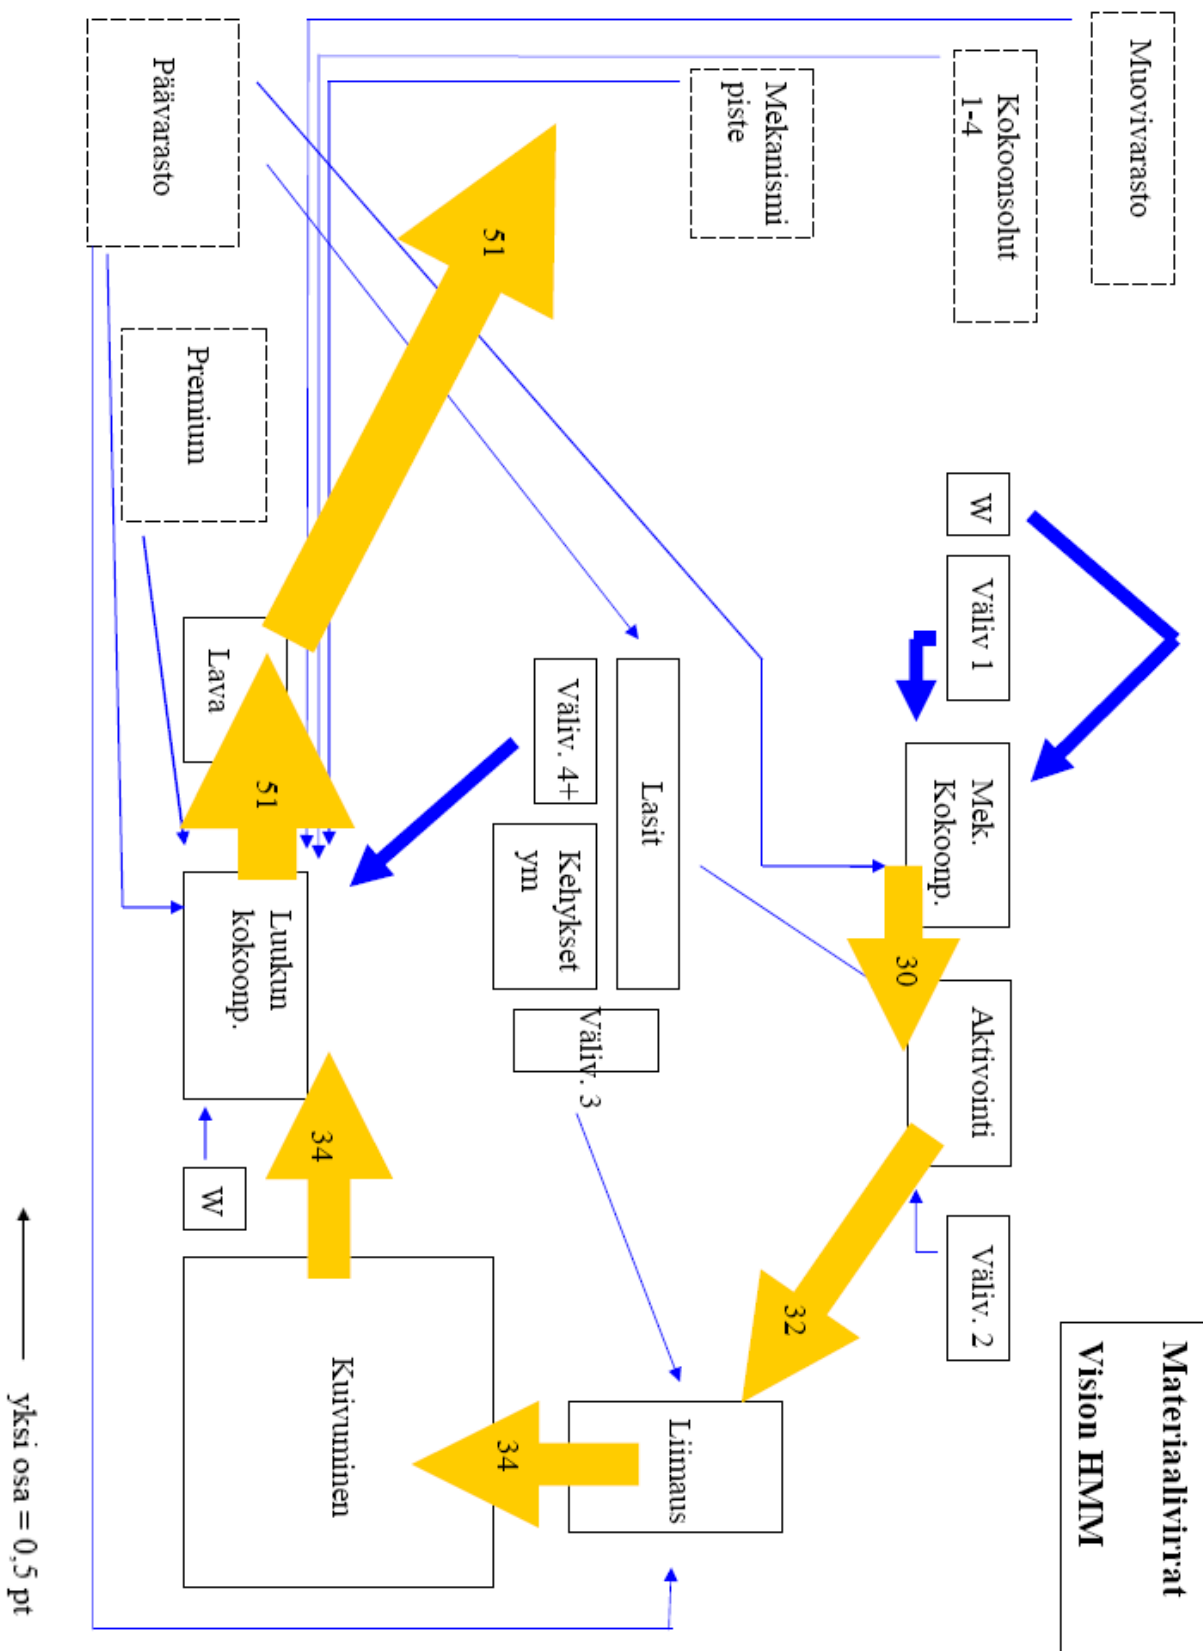 Materiaalivirrat
Vision HMM
Muovivarasto
Kokoonsolut
1-4
W
Väliv 1
Mek.
Kokoonp.
30
Aktivointi
Väliv. 2
Mekanismi
piste
Lasit
Väliv. 4+
Kehykset
ym
Väliv. 3
32
Liimaus
34
51
Päävarasto
Premium
Lava
51
Luukun
kokoonp.
34
W
Kuivuminen
yksi osa = 0,5 pt